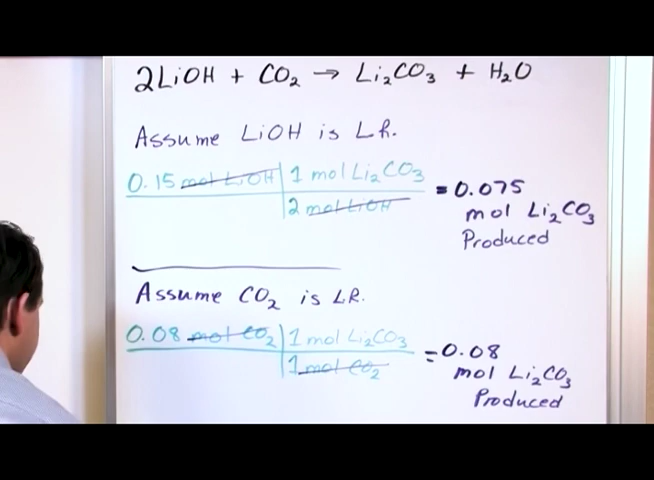 2LiOH + CO₂ → Li₂CO₃ + H₂O
Assume LiOH is LR.
0.15 mol LiOH | 1 mol Li₂CO₃
2 mol LiOH
= 0.075
mol Li₂CO₃
Produced
Assume CO₂ is LR.
0.08 mol CO₂ | 1 mol Li₂CO₃
1 mol CO₂
= 0.08
mol Li₂CO₃
Produced